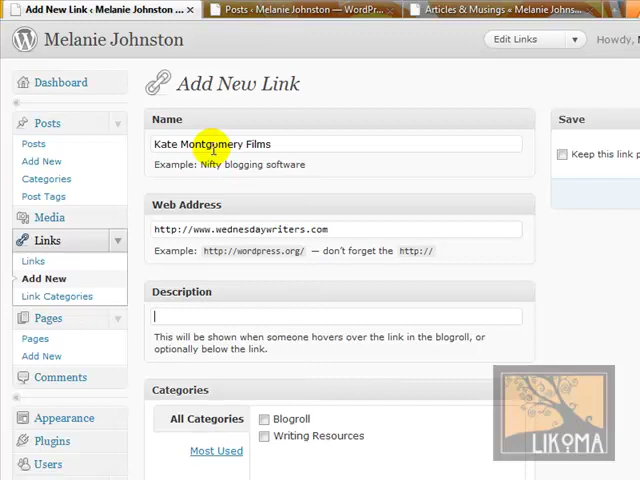 Add New Link ‹ Melanie Johnston ... ×
Posts ‹ Melanie Johnston — WordPr... ×
Articles & Musings « Melanie Johns... ×
Melanie Johnston
Edit Links
Howdy,
Dashboard
Posts
Posts
Add New
Categories
Post Tags
Media
Links
Links
Add New
Link Categories
Pages
Pages
Add New
Comments
Appearance
Plugins
Users
Add New Link
Name
Kate Montgomery Films
Example: Nifty blogging software
Web Address
http://www.wednesdaywriters.com
Example: http://wordpress.org/ — don't forget the http://
Description
This will be shown when someone hovers over the link in the blogroll, or
optionally below the link.
Categories
All Categories
Most Used
Blogroll
Writing Resources
Save
Keep this link p
LIKOMA